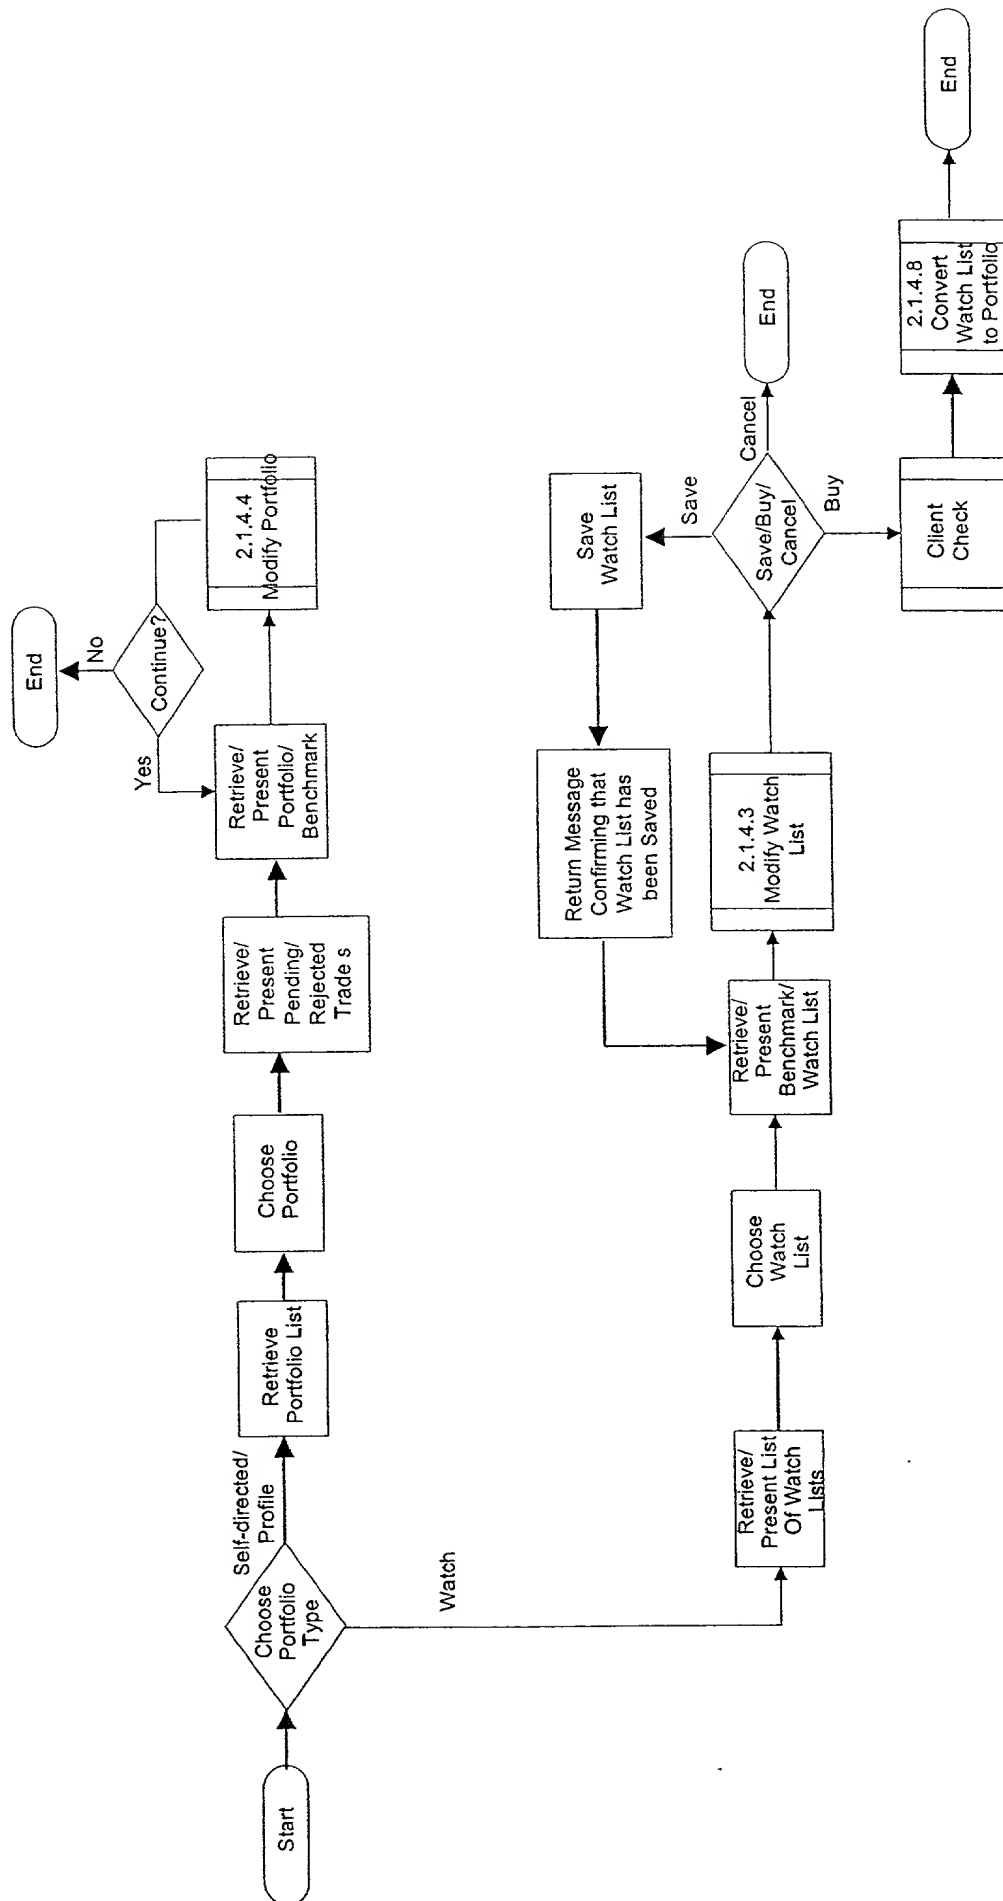 Start
Choose
Portfolio
Type
Self-directed/
Profile
Retrieve
Portfolio List
Choose
Portfolio
Retrieve/
Present
Pending/
Rejected
Trade s
Retrieve/
Present
Portfolio/
Benchmark
2.1.4.4
Modify Portfolio
Continue?
Yes
No
End
Watch
Retrieve/
Present List
Of Watch
Lists
Choose
Watch
List
Retrieve/
Present
Benchmark/
Watch List
2.1.4.3
Modify Watch
List
Save/Buy/
Cancel
Save
Save
Watch List
Return Message
Confirming that
Watch List has
been Saved
Cancel
End
Buy
Client
Check
2.1.4.8
Convert
Watch List
to Portfolio
End